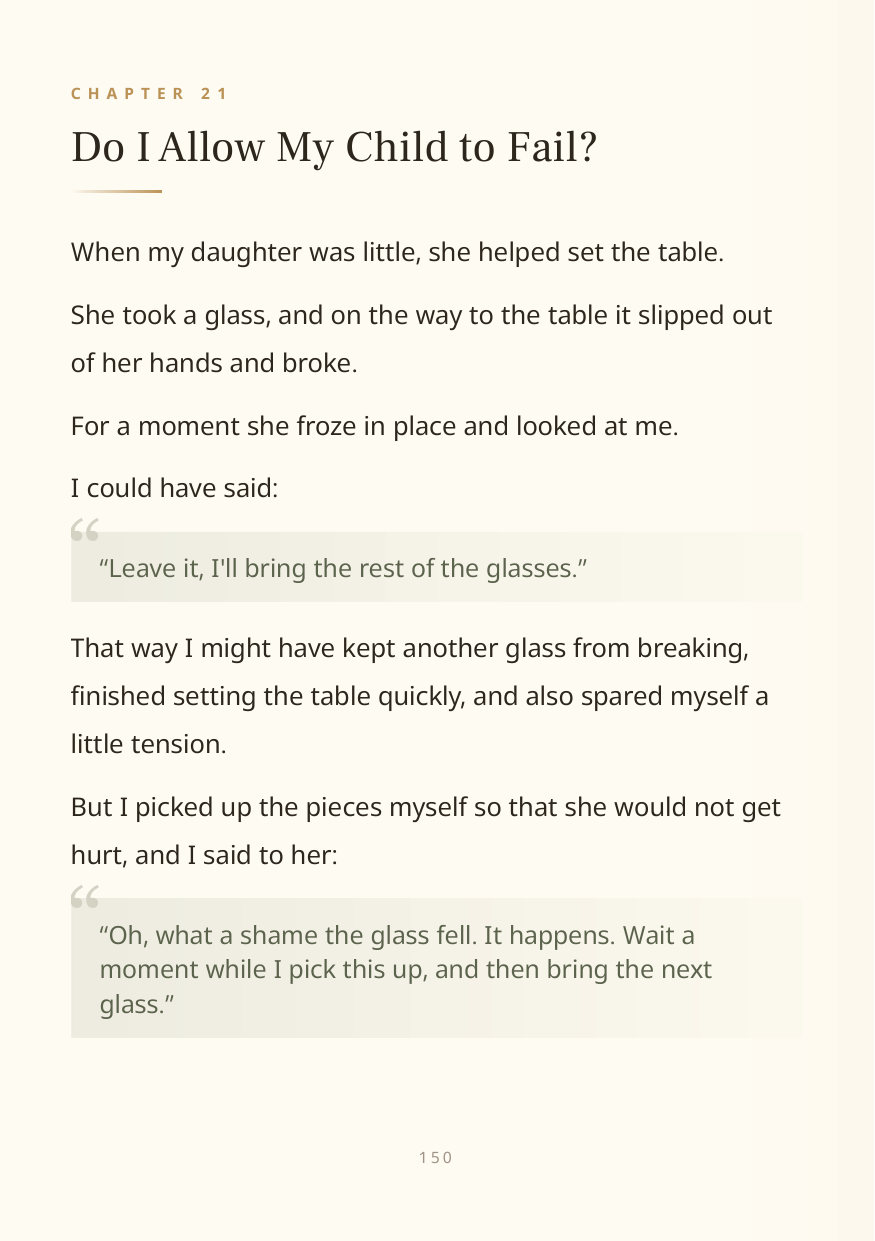 CHAPTER 21
Do I Allow My Child to Fail?
When my daughter was little, she helped set the table.
She took a glass, and on the way to the table it slipped out
of her hands and broke.
For a moment she froze in place and looked at me.
I could have said:
“
“Leave it, I'll bring the rest of the glasses.”
That way I might have kept another glass from breaking,
finished setting the table quickly, and also spared myself a
little tension.
But I picked up the pieces myself so that she would not get
hurt, and I said to her:
“
“Oh, what a shame the glass fell. It happens. Wait a
moment while I pick this up, and then bring the next
glass.”
150